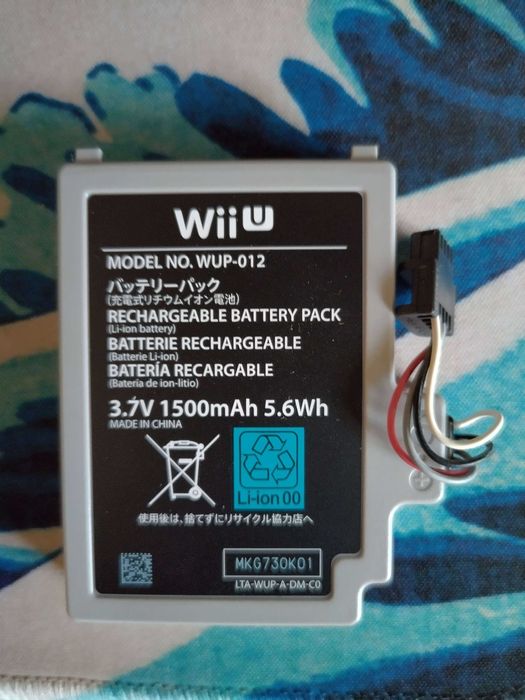 Wii U
MODEL NO. WUP-012
バッテリーパック
(充電式リチウムイオン電池)
RECHARGEABLE BATTERY PACK
(Li-ion battery)
BATTERIE RECHARGEABLE
(Batterie Li-ion)
BATERÍA RECARGABLE
(Batería de ion-litio)
3.7V 1500mAh 5.6Wh
MADE IN CHINA
Li-ion 00
使用後は、捨てずにリサイクル協力店へ
MKG730K01
LTA-WUP-A-DM-C0